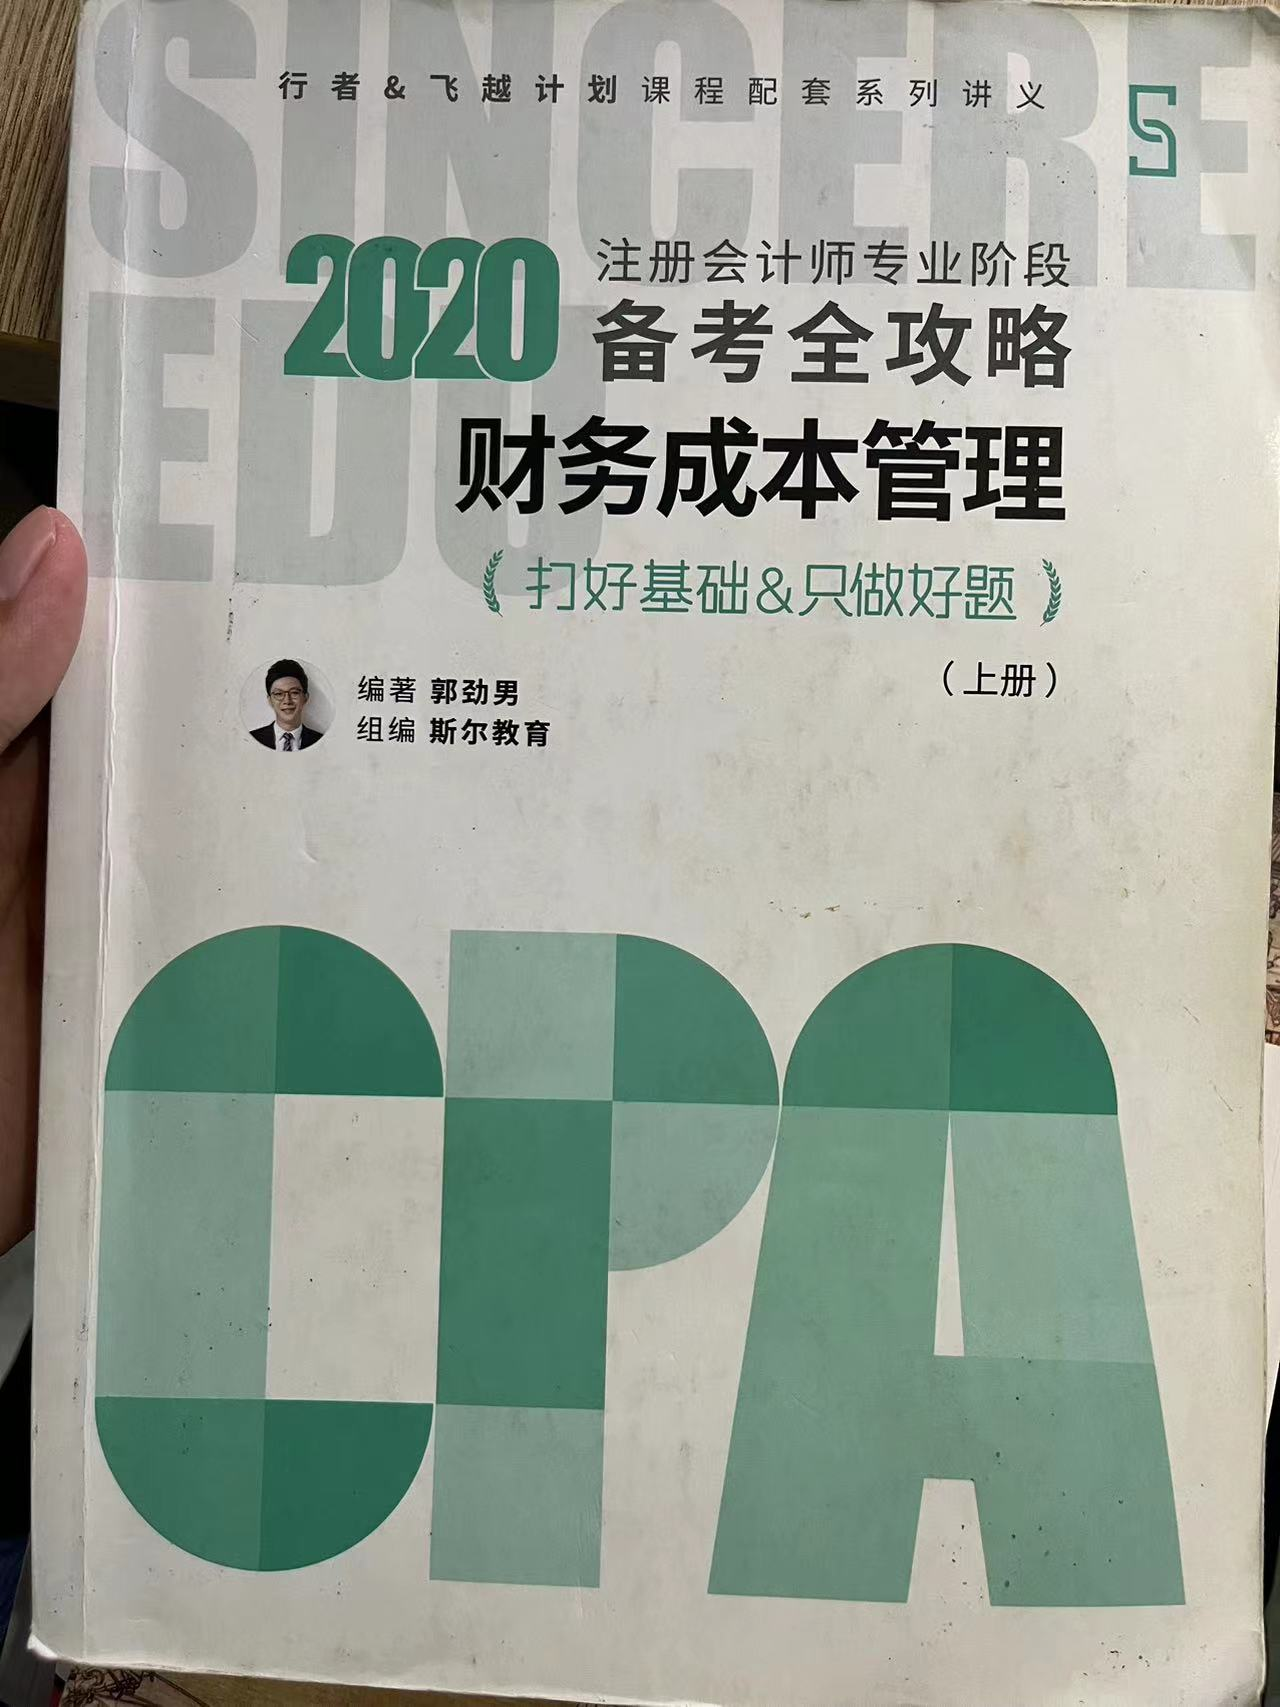 SINCERE
EDU
行者&飞越计划课程配套系列讲义
2020
注册会计师专业阶段
备考全攻略
财务成本管理
打好基础&只做好题
（上册）
编著 郭劲男
组编 斯尔教育
CPA